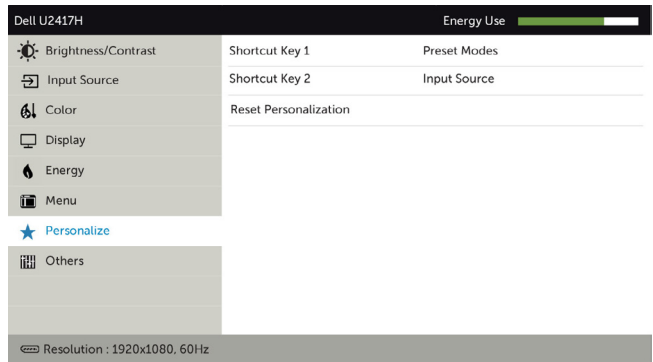 Dell U2417H Energy Use
Brightness/Contrast Shortcut Key 1 Preset Modes
Input Source Shortcut Key 2 Input Source
Color Reset Personalization
Display
Energy
Menu
Personalize
Others
Resolution : 1920x1080, 60Hz